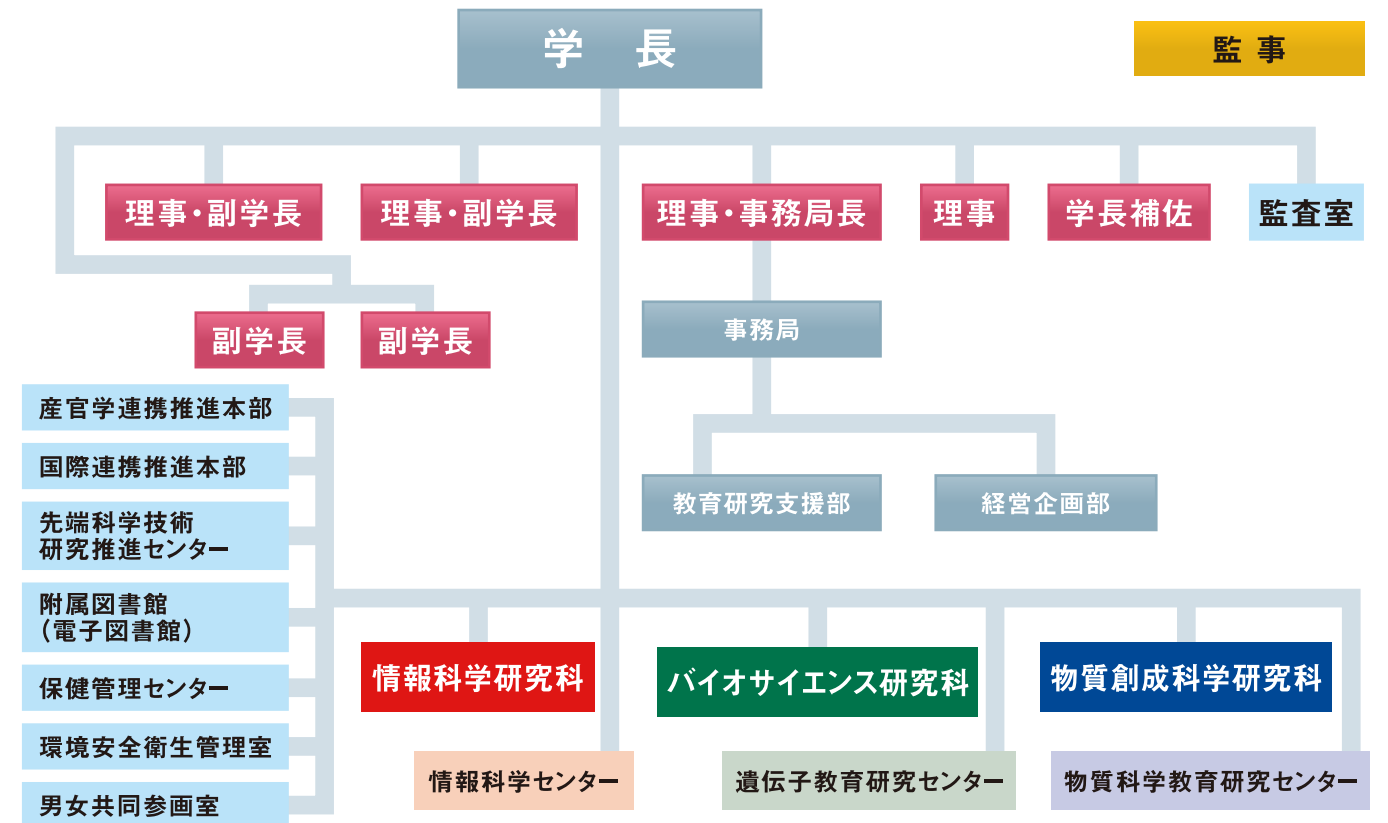 学 長
監 事
理事・副学長
理事・副学長
理事・事務局長
理事
学長補佐
監査室
副学長
副学長
事務局
教育研究支援部
経営企画部
産官学連携推進本部
国際連携推進本部
先端科学技術
研究推進センター
附属図書館
（電子図書館）
保健管理センター
環境安全衛生管理室
男女共同参画室
情報科学研究科
バイオサイエンス研究科
物質創成科学研究科
情報科学センター
遺伝子教育研究センター
物質科学教育研究センター